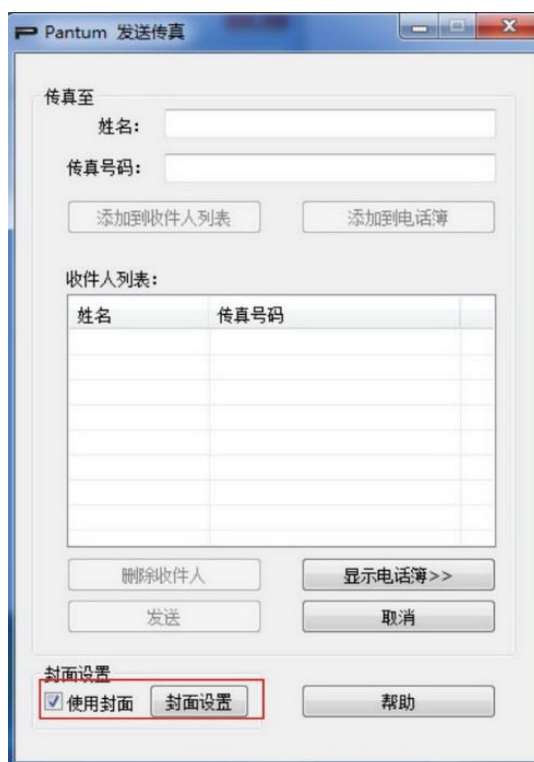 Pantum 发送传真
传真至
姓名：
传真号码：
添加到收件人列表 添加到电话簿
收件人列表：
姓名 传真号码
删除收件人 显示电话簿>>
发送 取消
封面设置
使用封面 封面设置 帮助